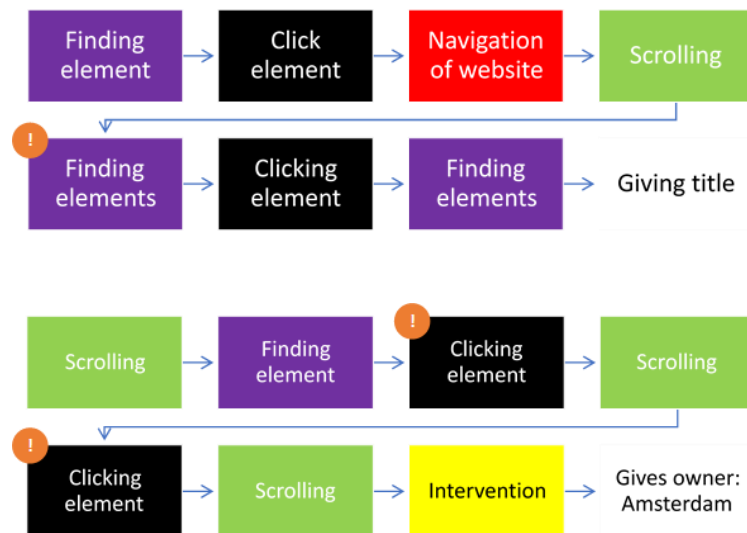 Finding
element
Click
element
Navigation
of website
Scrolling
!
Finding
elements
Clicking
element
Finding
elements
Giving title
Scrolling
Finding
element
!
Clicking
element
Scrolling
!
Clicking
element
Scrolling
Intervention
Gives owner:
Amsterdam